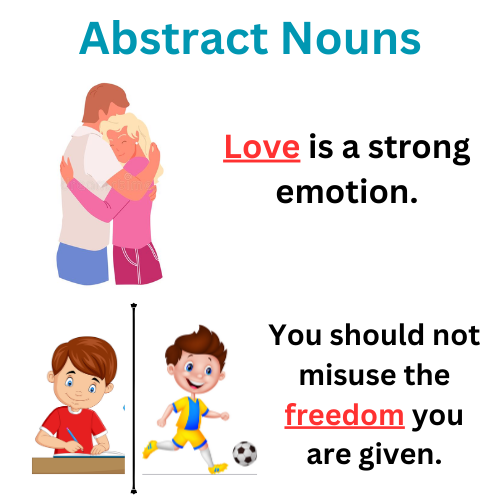 Abstract Nouns
Love is a strong
emotion.
You should not
misuse the
freedom you
are given.